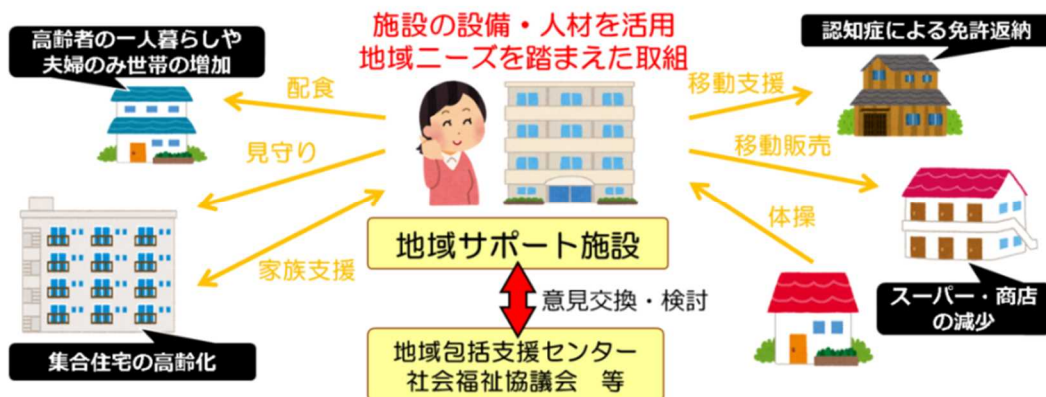 施設の設備・人材を活用
地域ニーズを踏まえた取組
高齢者の一人暮らしや
夫婦のみ世帯の増加
認知症による免許返納
配食
移動支援
見守り
移動販売
体操
家族支援
地域サポート施設
意見交換・検討
スーパー・商店
の減少
集合住宅の高齢化
地域包括支援センター
社会福祉協議会　等